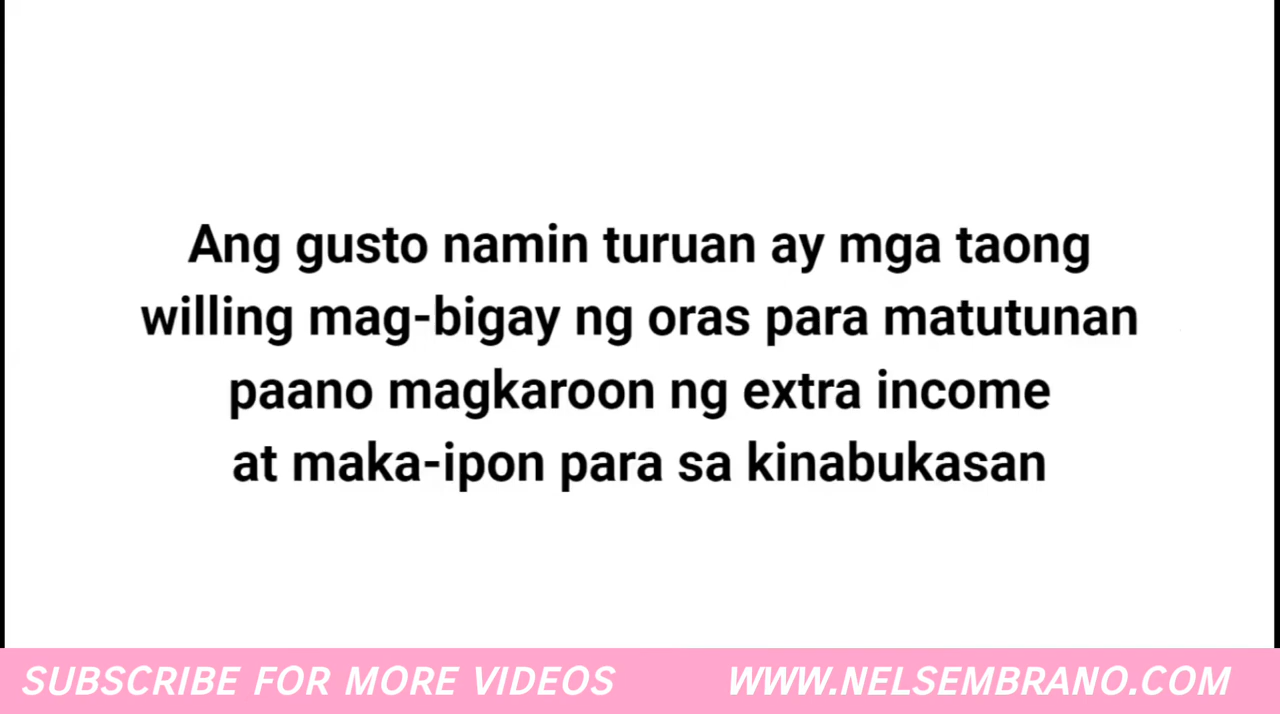 Ang gusto namin turuan ay mga taong
willing mag-bigay ng oras para matutunan
paano magkaroon ng extra income
at maka-ipon para sa kinabukasan
SUBSCRIBE FOR MORE VIDEOS WWW.NELSEMBRANO.COM